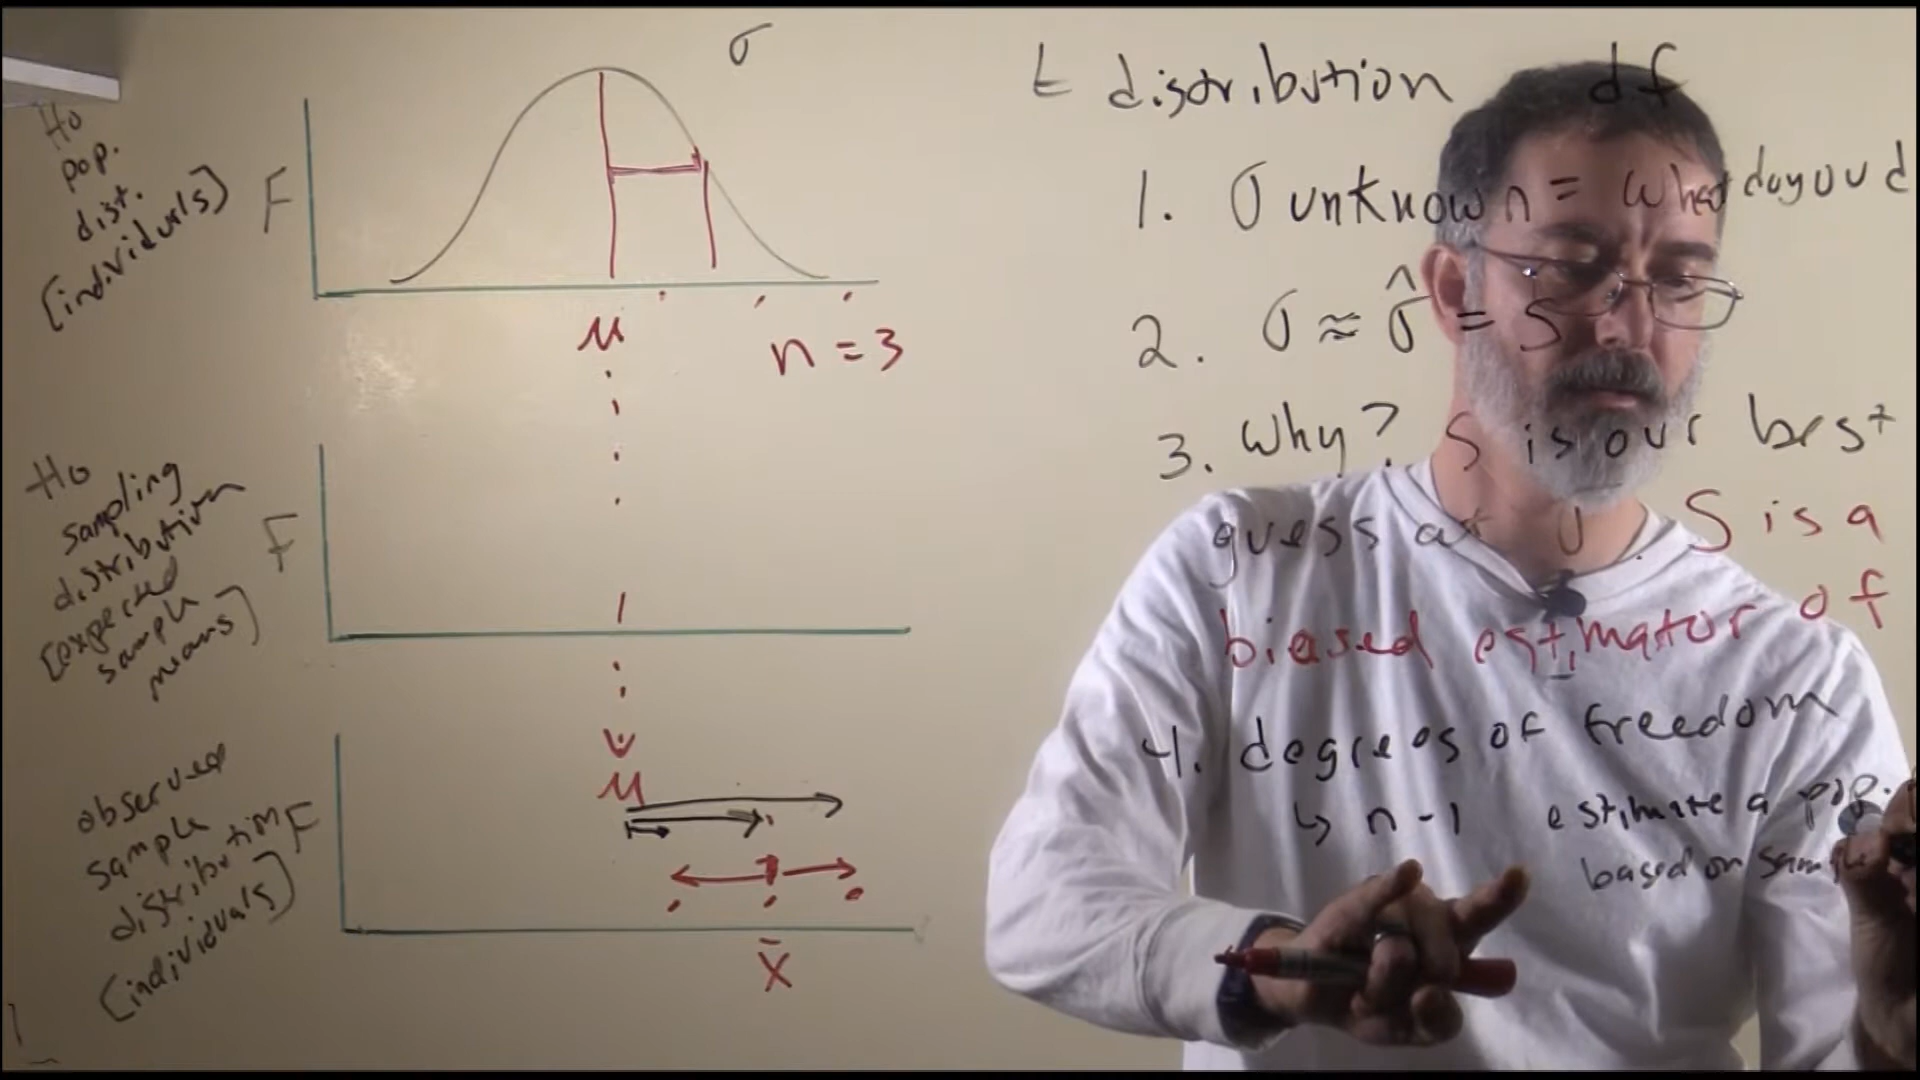 σ
Ho
pop.
dist.
[individuals]
F
μ
n = 3
Ho
sampling
distribution
[expected
sample
means]
F
μ
observed
sample
distribution
[individuals]
F
X̄
t distribution df
1. σ unknown = what do you d
2. σ ≈ σ̂ = S
3. Why? S is our best
guess at σ. S is a
biased estimator of
4. degrees of freedom
↳ n - 1 estimate a pop.
based on sample